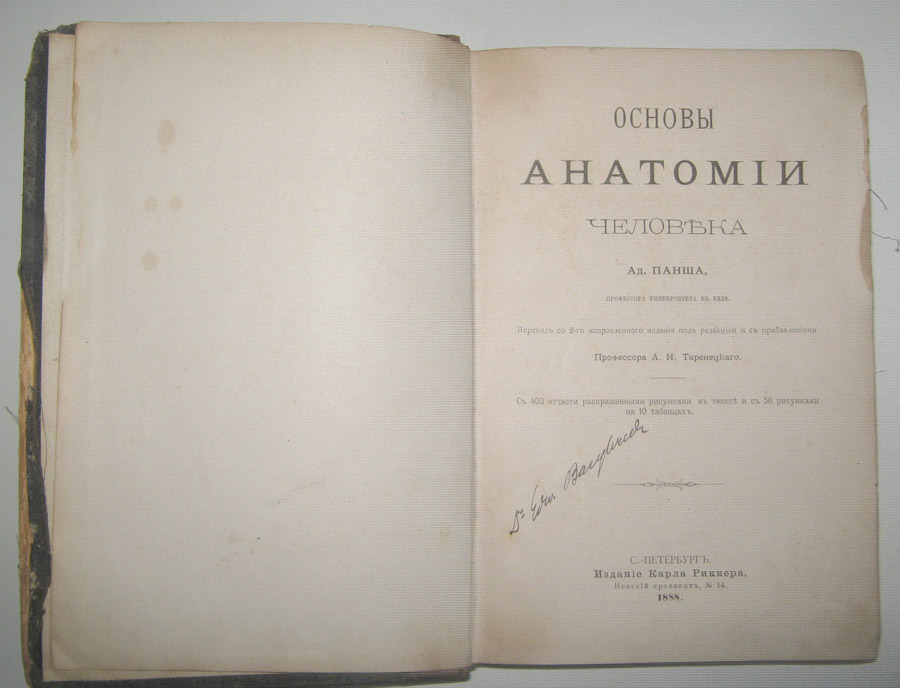 ОСНОВЫ
АНАТОМІИ
ЧЕЛОВѢКА
Ад. ПАНША,
ПРОФЕССОРА УНИВЕРСИТЕТА ВЪ КИЛѢ.
Переводъ со 2-го исправленнаго изданія подъ редакціей и съ прибавленіями
Профессора А. И. Таренецкаго.
Съ 403 отчасти раскрашенными рисунками въ текстѣ и съ 56 рисунками
на 10 таблицахъ.
Dr. Edw.
С.-ПЕТЕРБУРГЪ.
Изданіе Карла Риккера.
Невскій проспектъ, № 14.
1888.